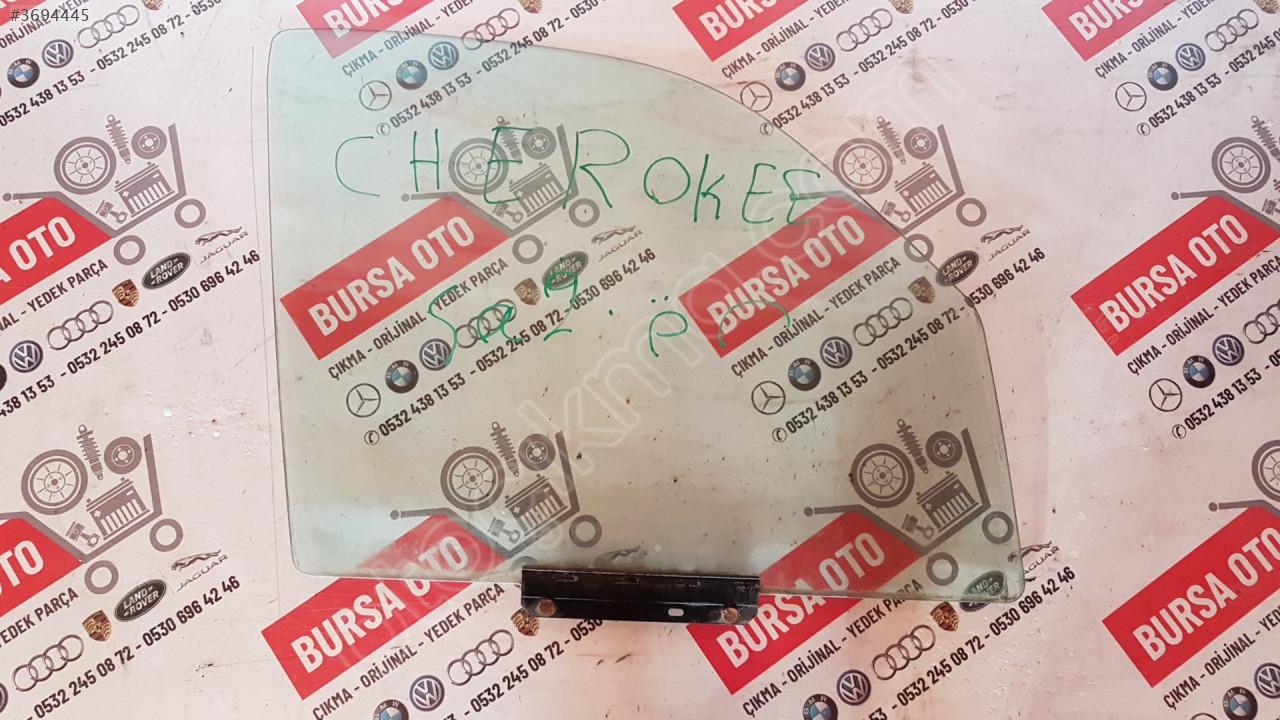 #3694445
CHEROKEE
Sağ ön
BURSA OTO
ÇIKMA - ORİJİNAL - YEDEK PARÇA
0532 438 13 53 - 0532 245 08 72 - 0530 696 42 46
JAGUAR
LAND-ROVER
BMW